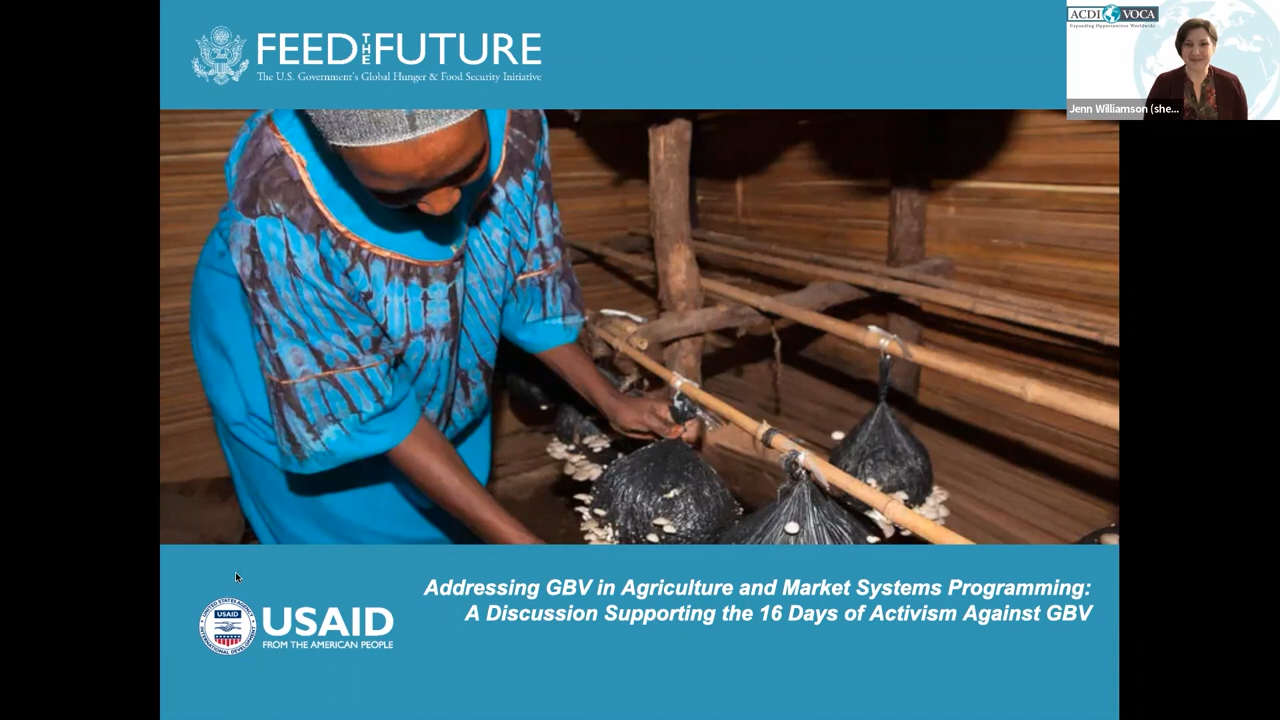 FEED THE FUTURE
The U.S. Government's Global Hunger & Food Security Initiative
ACDI VOCA
Expanding Opportunities Worldwide
Jenn Williamson (she...
Addressing GBV in Agriculture and Market Systems Programming:
A Discussion Supporting the 16 Days of Activism Against GBV
USAID
USAID
FROM THE AMERICAN PEOPLE